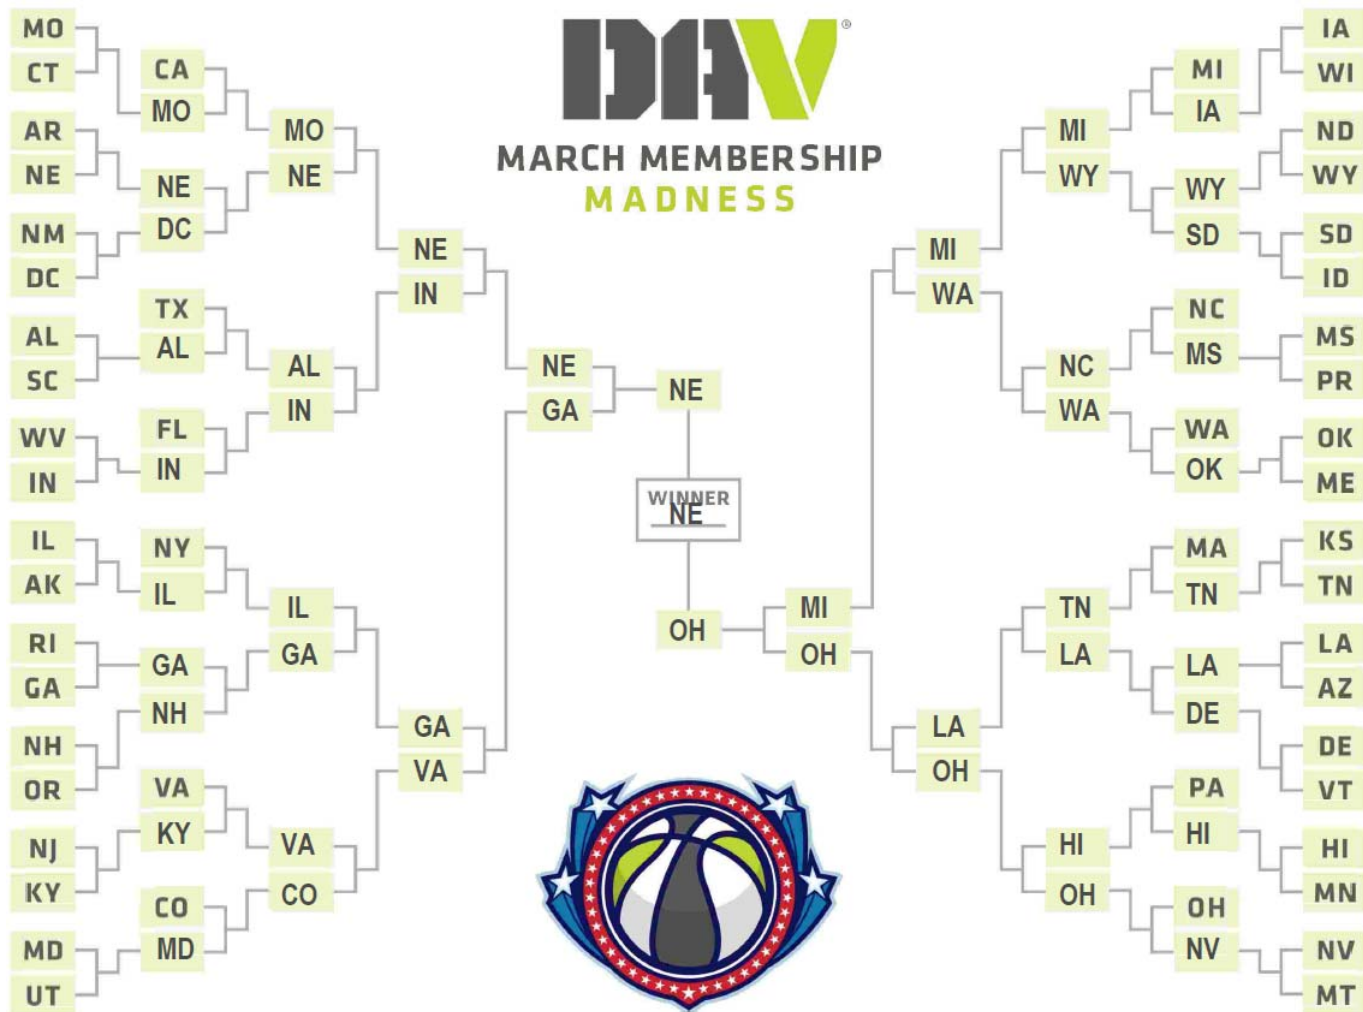 DAV®
MARCH MEMBERSHIP
MADNESS
MO
CT
AR
NE
NM
DC
AL
SC
WV
IN
IL
AK
RI
GA
NH
OR
NJ
KY
MD
UT
CA
MO
NE
DC
TX
AL
FL
IN
NY
IL
GA
NH
VA
KY
CO
MD
MO
NE
AL
IN
IL
GA
VA
CO
NE
IN
GA
VA
NE
GA
NE
WINNER
NE
OH
MI
OH
MI
WA
LA
OH
MI
WY
NC
WA
TN
LA
HI
OH
MI
IA
WY
SD
NC
MS
WA
OK
MA
TN
LA
DE
PA
HI
OH
NV
IA
WI
ND
WY
SD
ID
MS
PR
OK
ME
KS
TN
LA
AZ
DE
VT
HI
MN
NV
MT